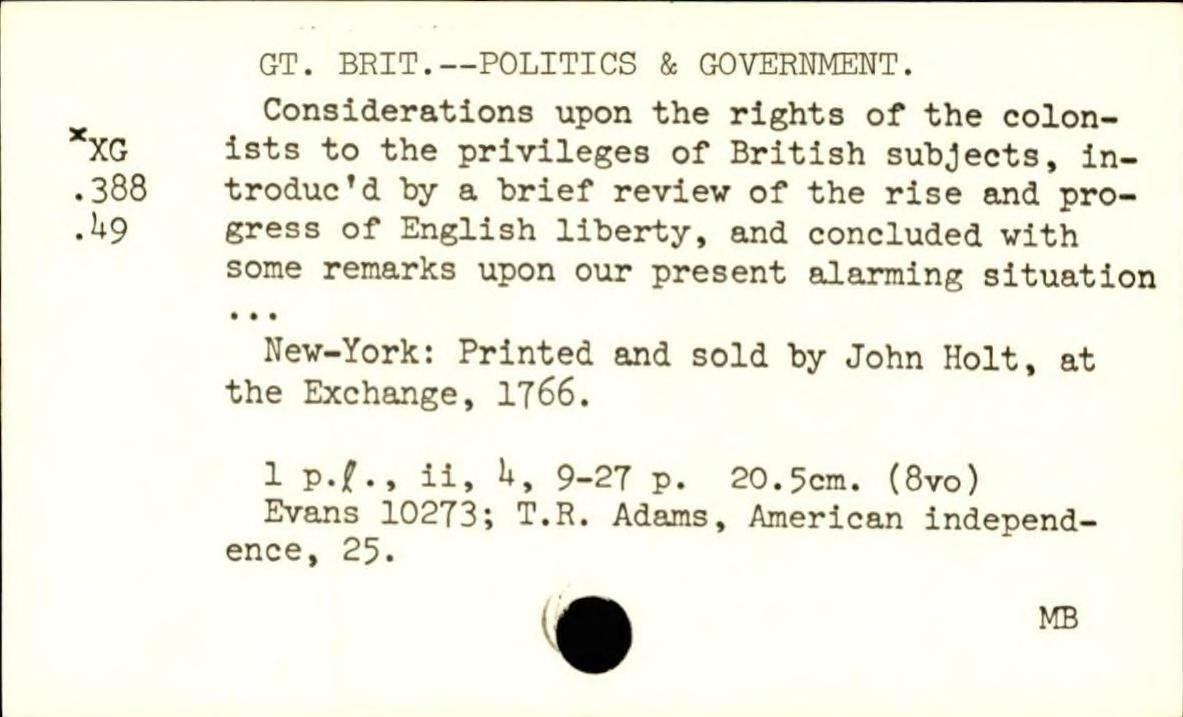 GT. BRIT.--POLITICS & GOVERNMENT.
Considerations upon the rights of the colon-
xXG ists to the privileges of British subjects, in-
.388 troduc'd by a brief review of the rise and pro-
.49 gress of English liberty, and concluded with
some remarks upon our present alarming situation
...
New-York: Printed and sold by John Holt, at
the Exchange, 1766.
1 p.ℓ., ii, 4, 9-27 p. 20.5cm. (8vo)
Evans 10273; T.R. Adams, American independ-
ence, 25.
MB